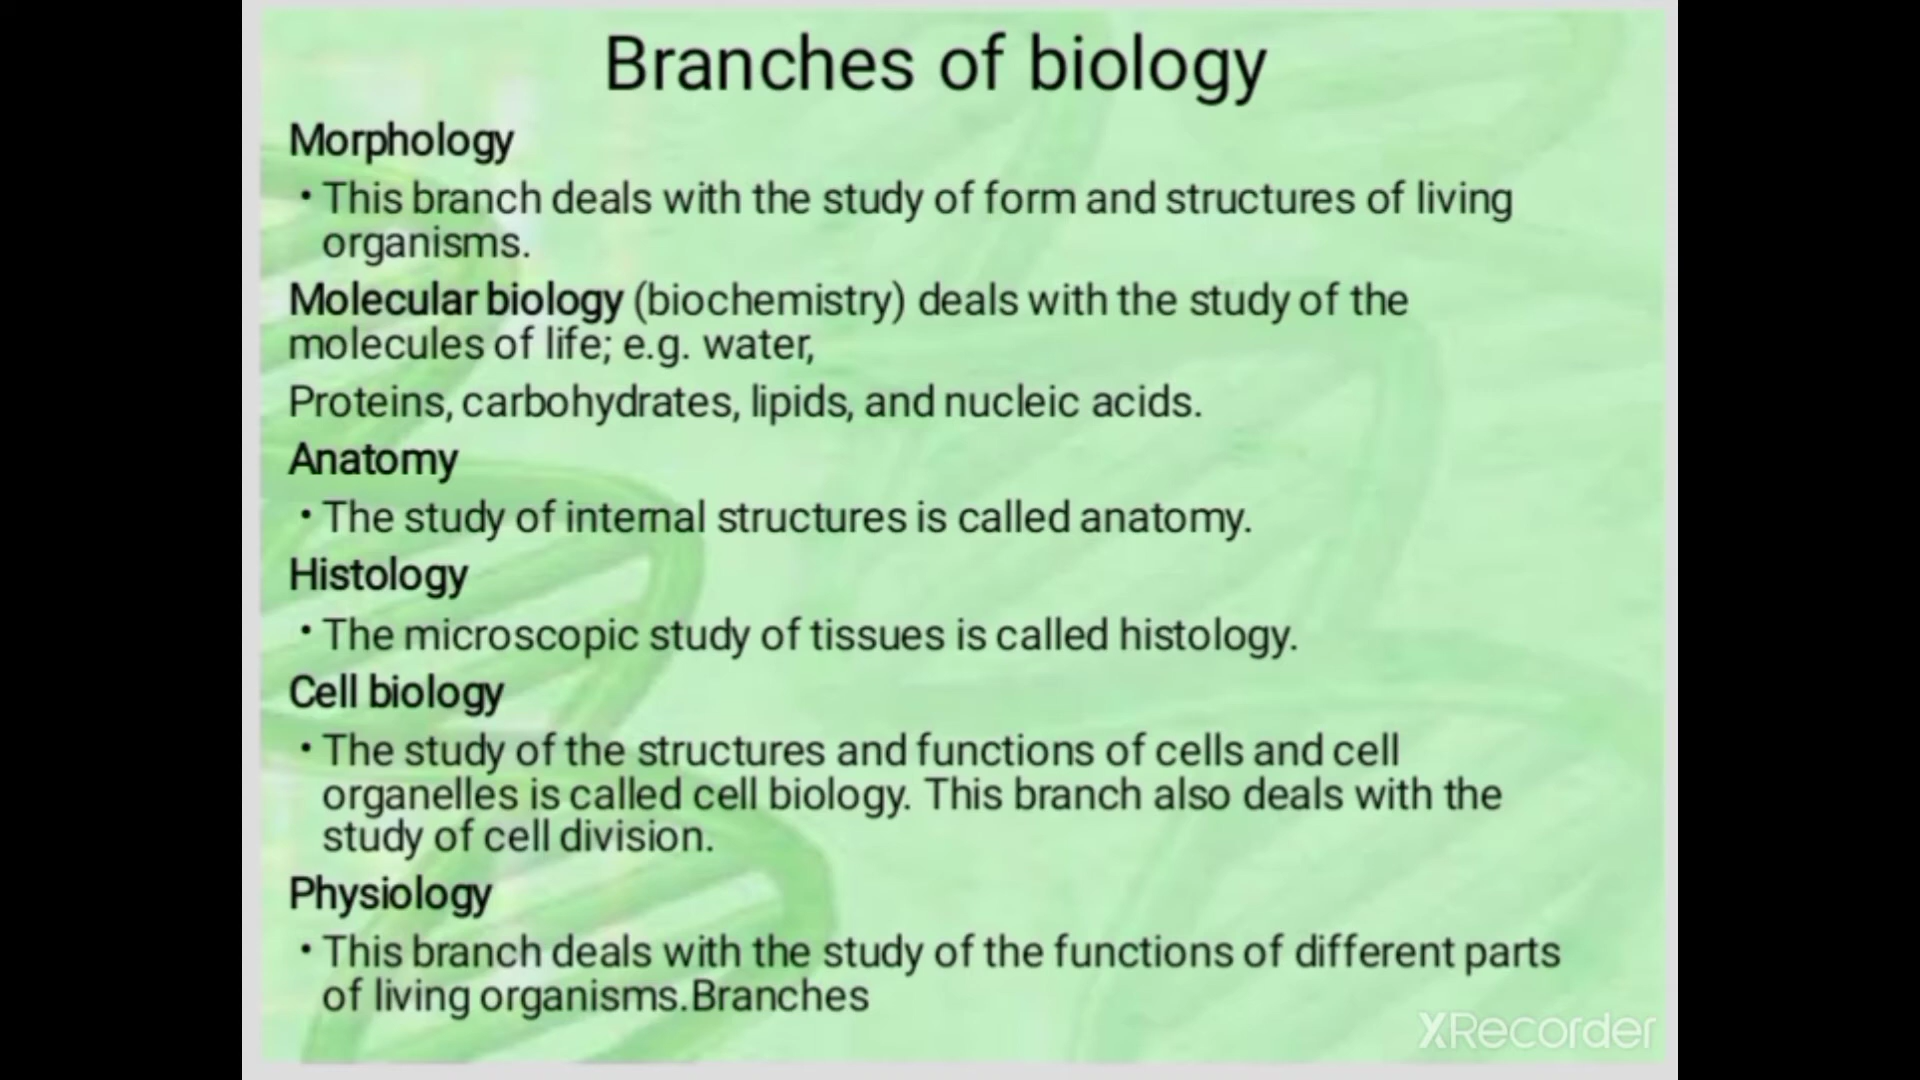 Branches of biology
Morphology
• This branch deals with the study of form and structures of living
organisms.
Molecular biology (biochemistry) deals with the study of the
molecules of life; e.g. water,
Proteins, carbohydrates, lipids, and nucleic acids.
Anatomy
• The study of internal structures is called anatomy.
Histology
• The microscopic study of tissues is called histology.
Cell biology
• The study of the structures and functions of cells and cell
organelles is called cell biology. This branch also deals with the
study of cell division.
Physiology
• This branch deals with the study of the functions of different parts
of living organisms.Branches
XRecorder